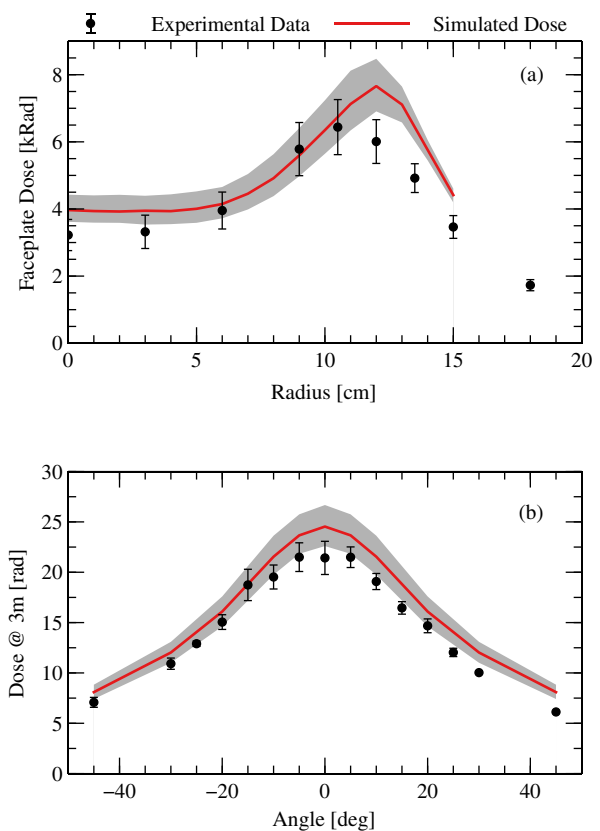 Experimental Data Simulated Dose
(a)
Faceplate Dose [kRad]
8
6
4
2
0
0 5 10 15 20
Radius [cm]
(b)
Dose @ 3m [rad]
30
25
20
15
10
5
0
−40 −20 0 20 40
Angle [deg]